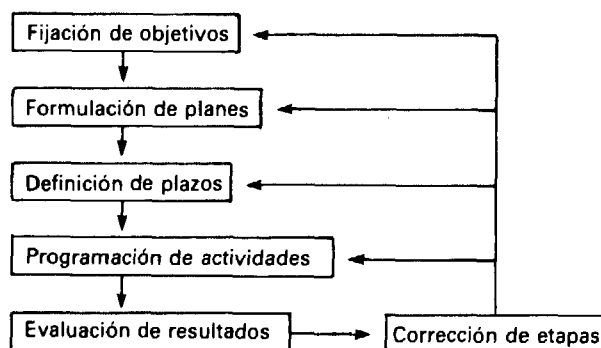 Fijación de objetivos
Formulación de planes
Definición de plazos
Programación de actividades
Evaluación de resultados
Corrección de etapas